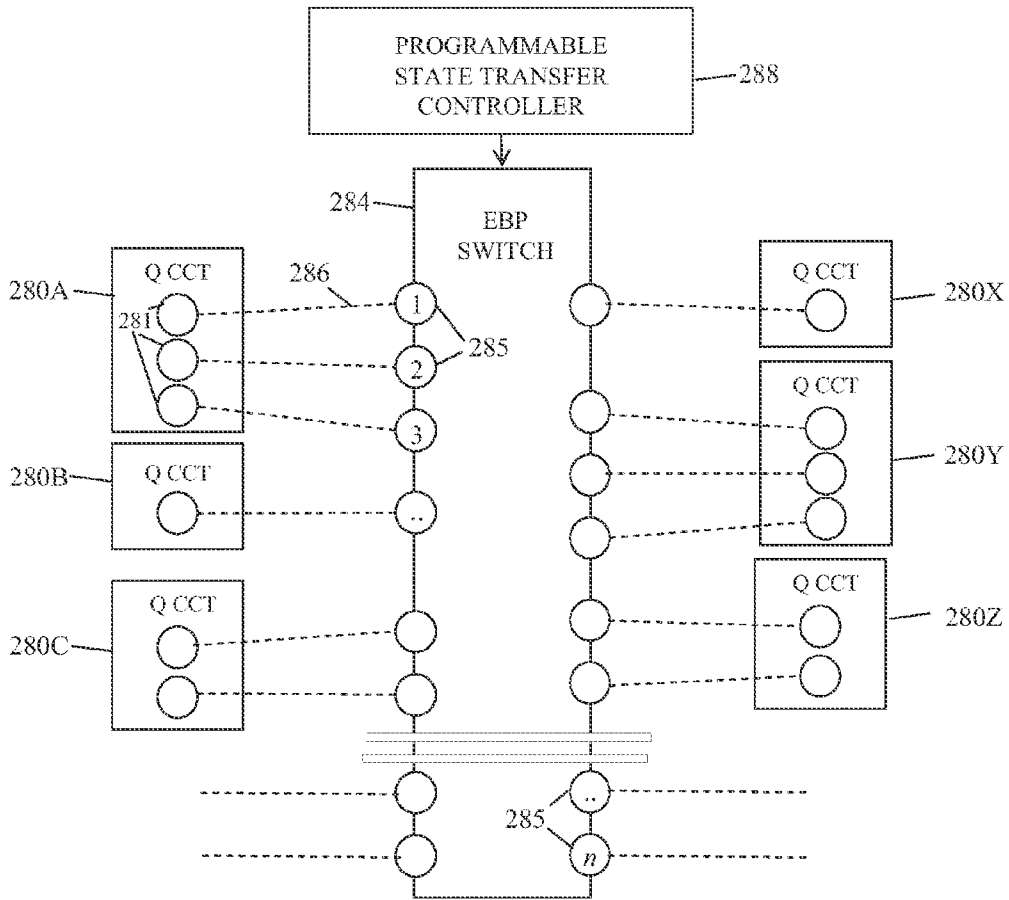 PROGRAMMABLE
STATE TRANSFER
CONTROLLER
288
284
EBP
SWITCH
280A
Q CCT
281
286
1
285
2
3
Q CCT
280X
Q CCT
280Y
280B
Q CCT
..
280C
Q CCT
Q CCT
280Z
285
..
n